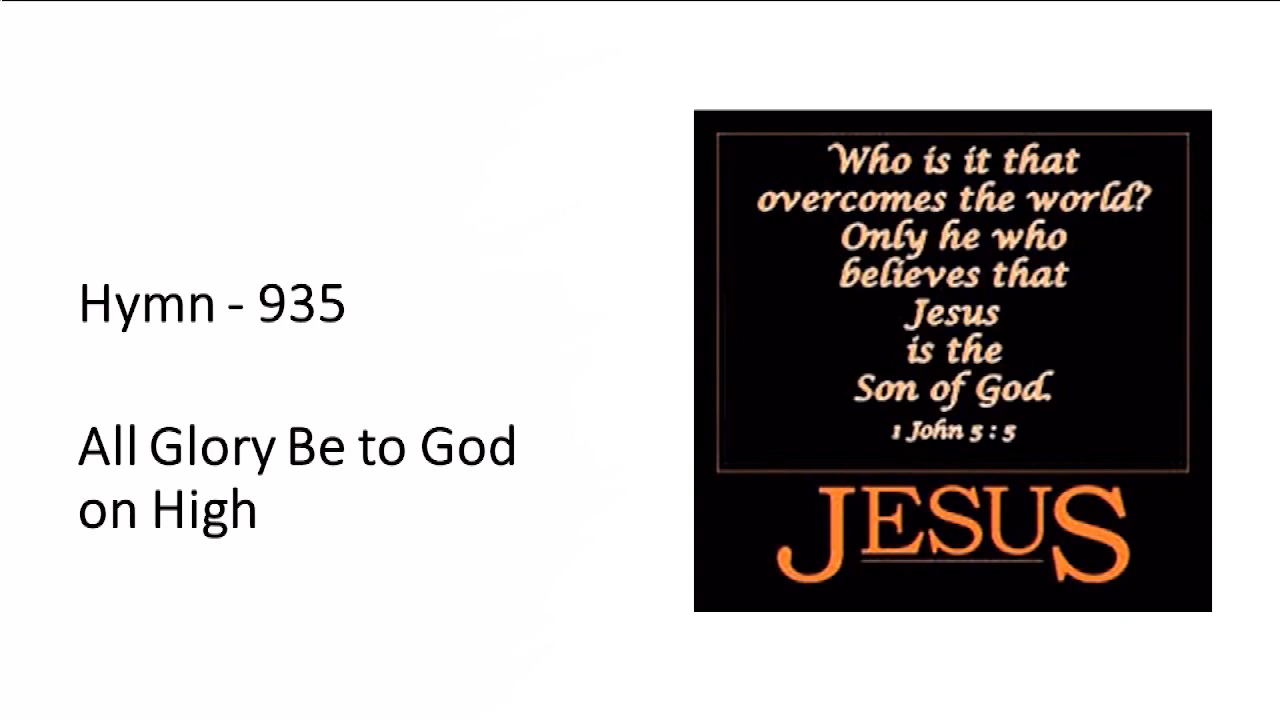 Hymn - 935
All Glory Be to God
on High
Who is it that
overcomes the world?
Only he who
believes that
Jesus
is the
Son of God.
1 John 5 : 5
JESUS